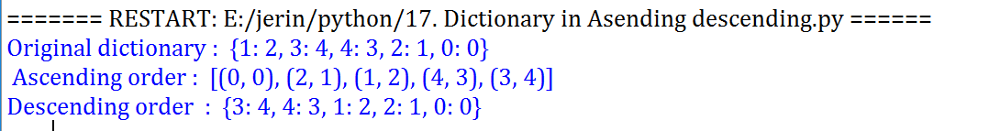 ======= RESTART: E:/jerin/python/17. Dictionary in Asending descending.py ======
Original dictionary : {1: 2, 3: 4, 4: 3, 2: 1, 0: 0}
Ascending order : [(0, 0), (2, 1), (1, 2), (4, 3), (3, 4)]
Descending order : {3: 4, 4: 3, 1: 2, 2: 1, 0: 0}